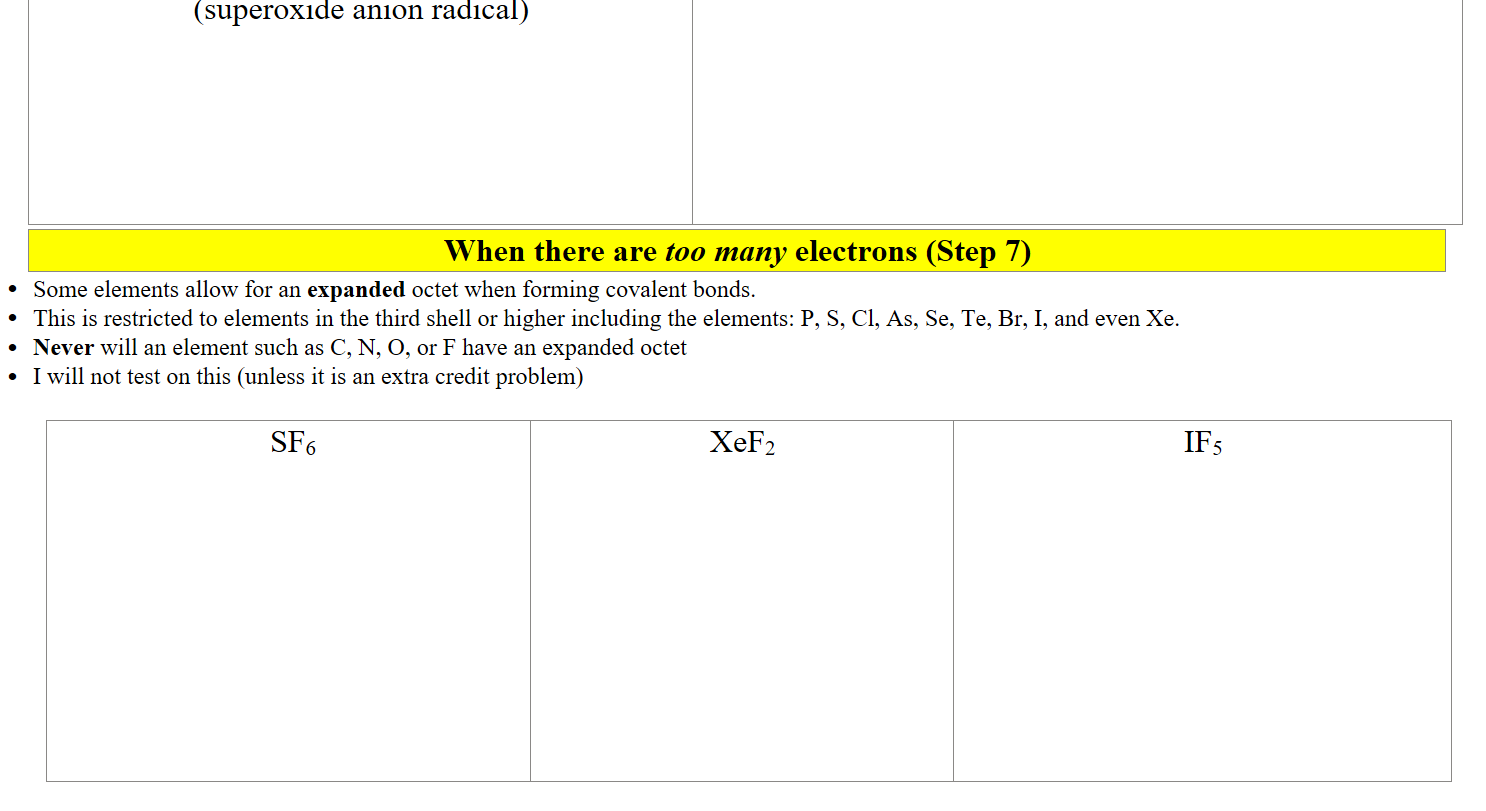 (superoxide anion radical)
When there are too many electrons (Step 7)
• Some elements allow for an expanded octet when forming covalent bonds.
• This is restricted to elements in the third shell or higher including the elements: P, S, Cl, As, Se, Te, Br, I, and even Xe.
• Never will an element such as C, N, O, or F have an expanded octet
• I will not test on this (unless it is an extra credit problem)
SF₆ XeF₂ IF₅